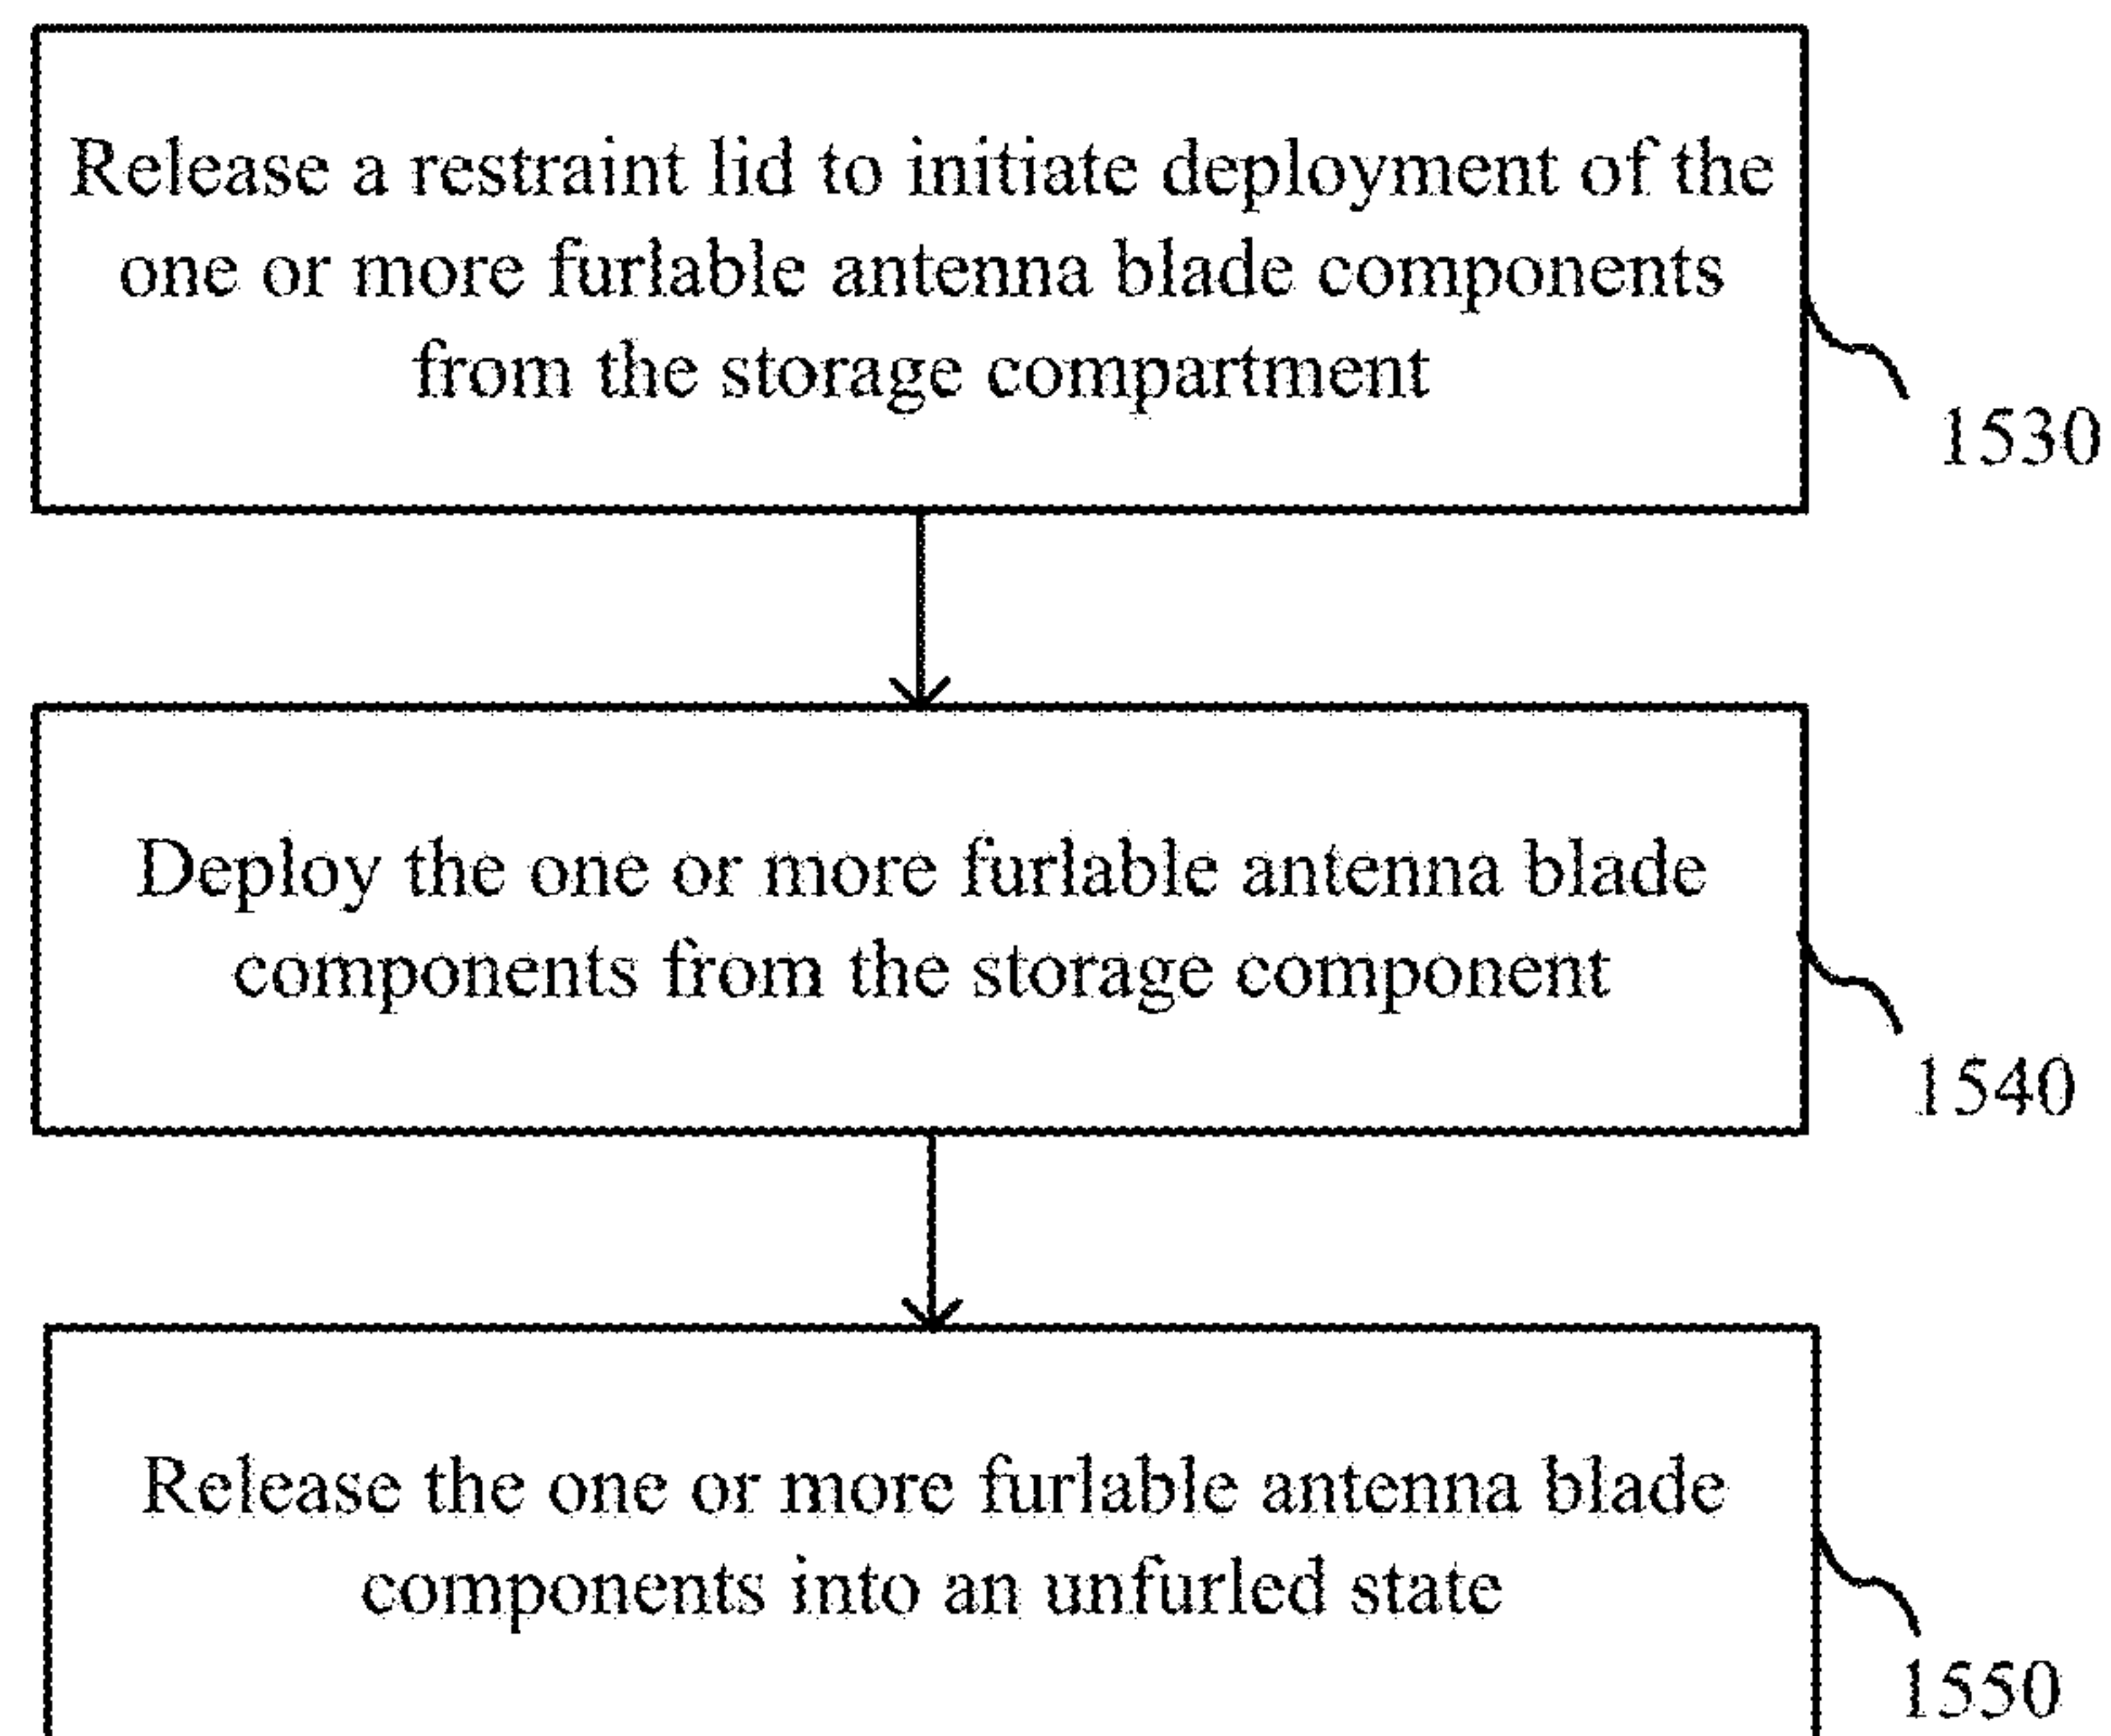 Release a restraint lid to initiate deployment of the
one or more furlable antenna blade components
from the storage compartment
1530
Deploy the one or more furlable antenna blade
components from the storage component
1540
Release the one or more furlable antenna blade
components into an unfurled state
1550